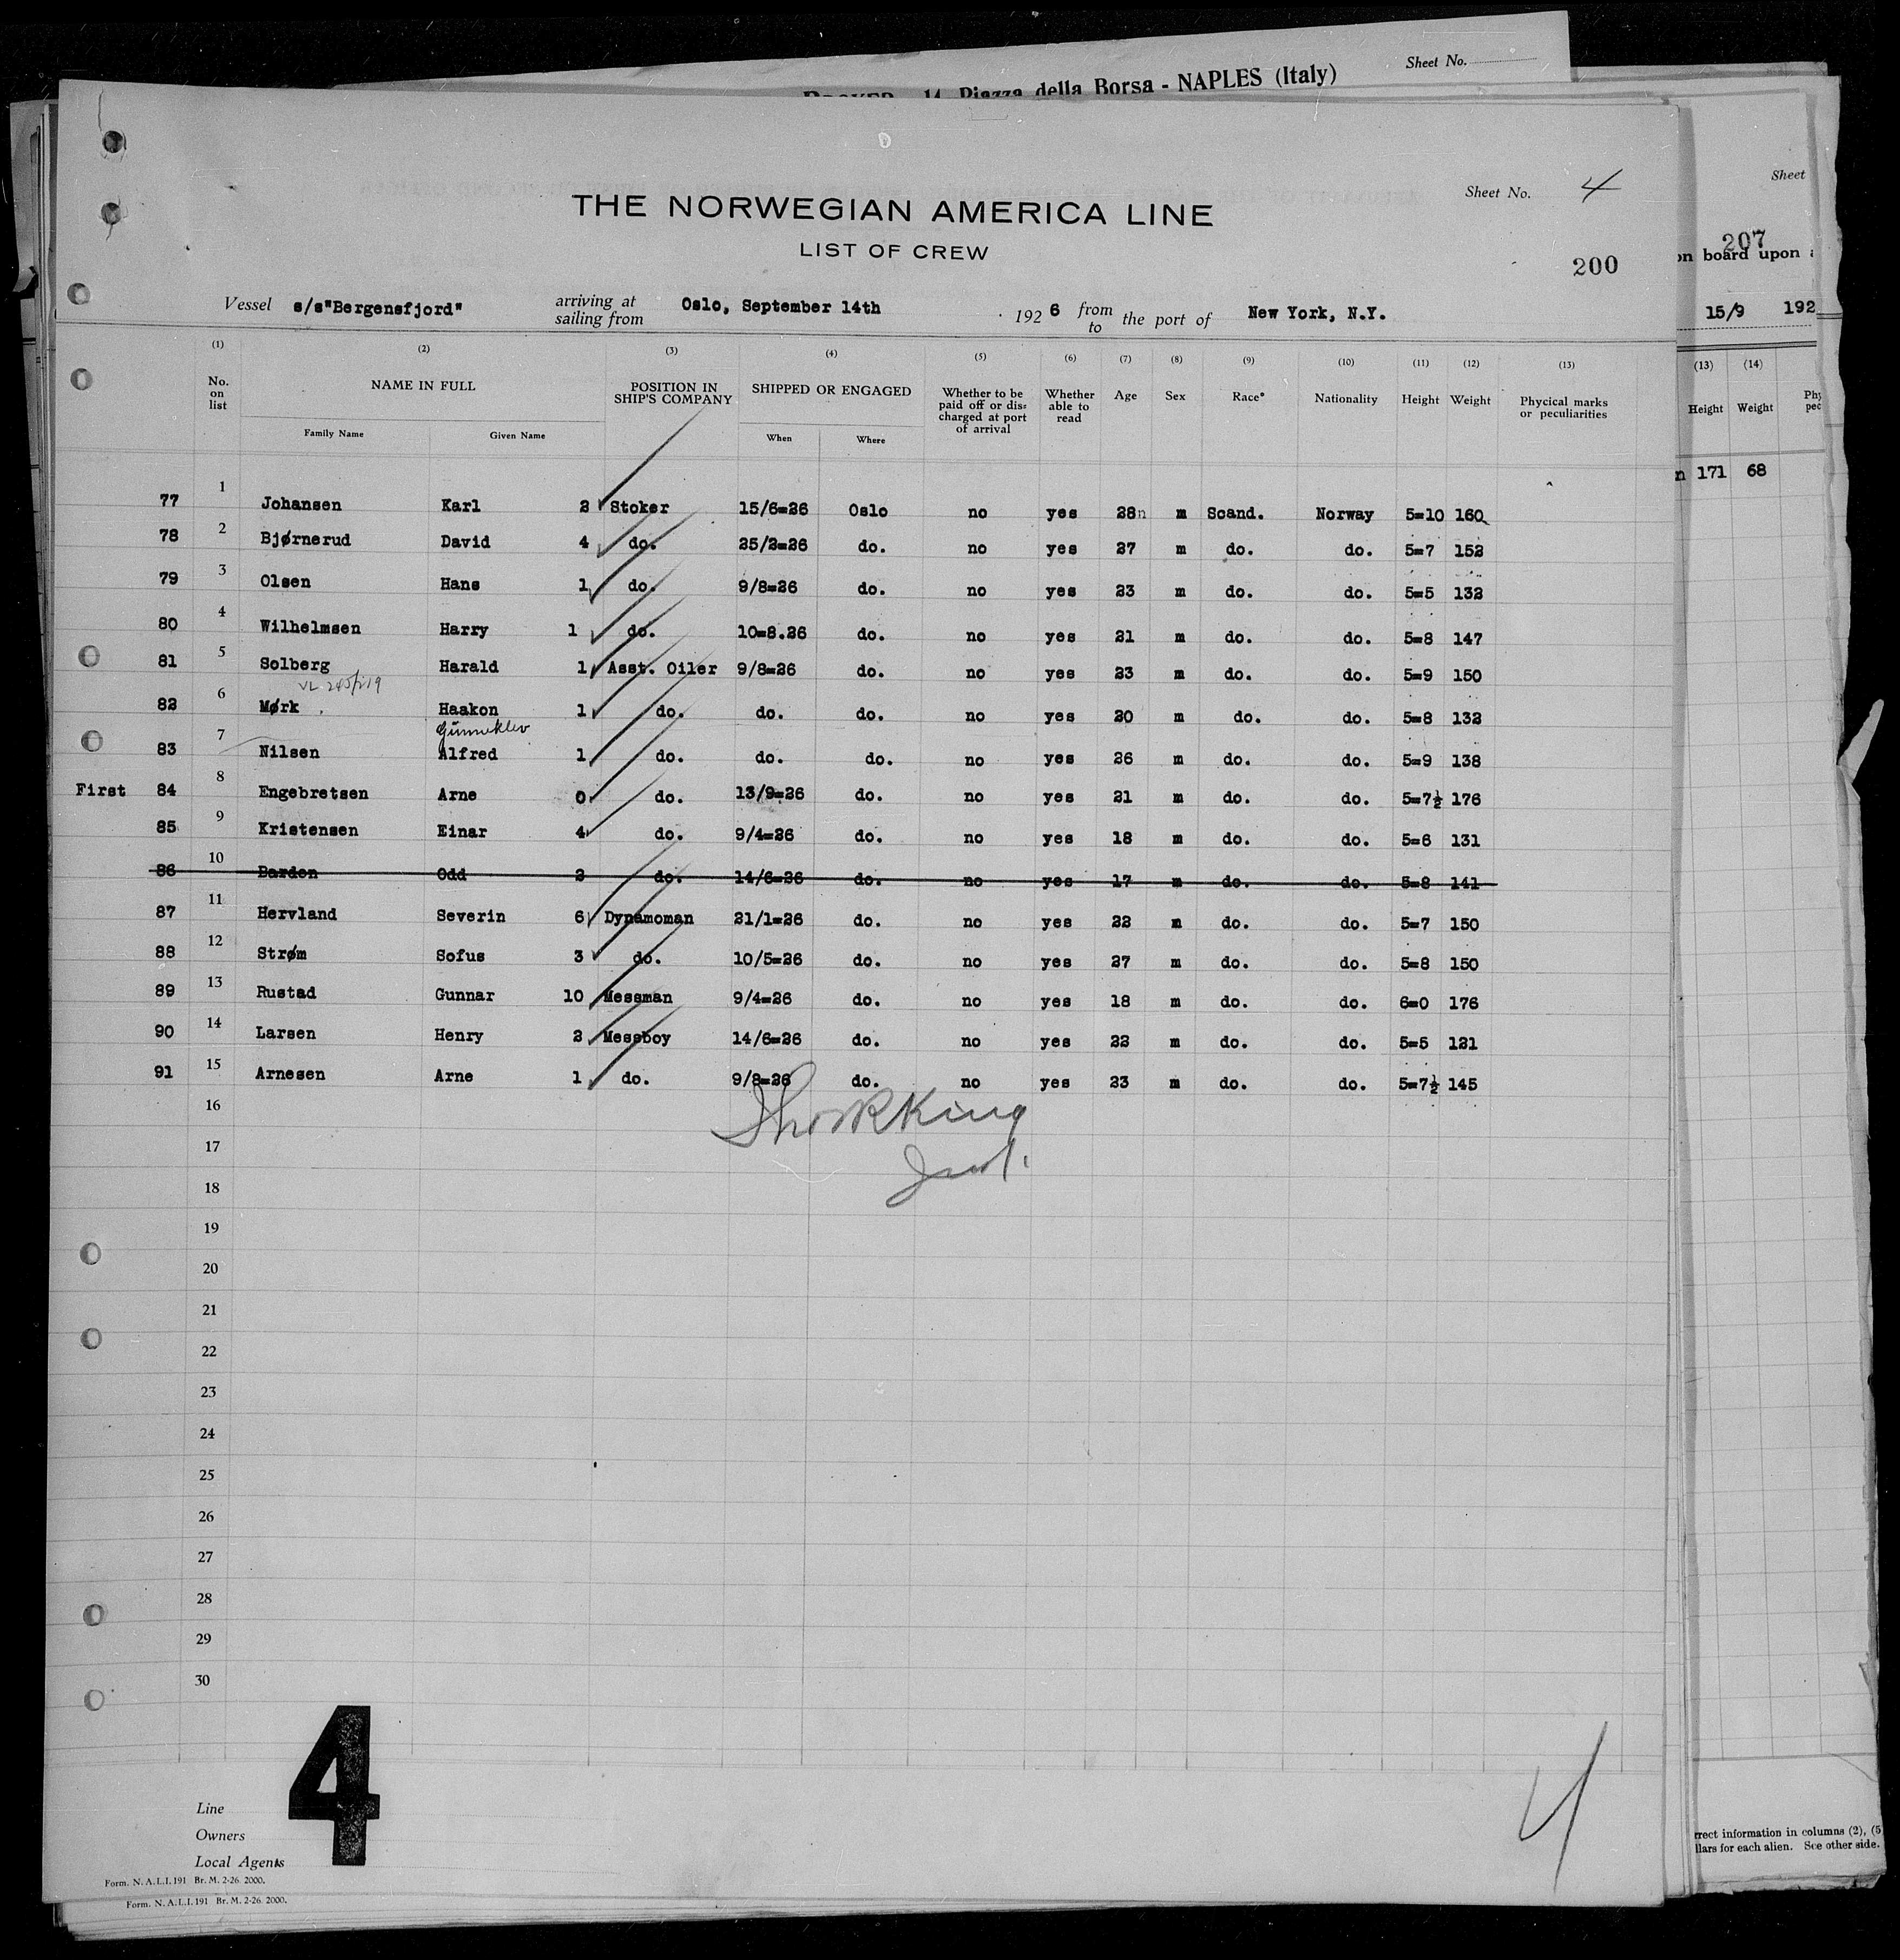 Sheet No.
14, Piazza della Borsa - NAPLES (Italy)
Sheet
207
on board upon
15/9 192
(13) (14)
Height Weight
171 68
Sheet No. 4
THE NORWEGIAN AMERICA LINE
LIST OF CREW
200
Vessel s/s"Bergensfjord" arriving at sailing from Oslo, September 14th 1926 from to the port of New York, N.Y.
(1) (2) (3) (4) (5) (6) (7) (8) (9) (10) (11) (12) (13)
No. on list NAME IN FULL POSITION IN SHIP'S COMPANY SHIPPED OR ENGAGED Whether to be paid off or dis= charged at port of arrival Whether able to read Age Sex Race* Nationality Height Weight Phycical marks or peculiarities
Family Name Given Name When Where
77 1 Johansen Karl 2 Stoker 15/6=26 Oslo no yes 28 m Scand. Norway 5=10 160
78 2 Bjørnerud David 4 do. 25/2=26 do. no yes 27 m do. do. 5=7 152
79 3 Olsen Hans 1 do. 9/8=26 do. no yes 23 m do. do. 5=5 132
80 4 Wilhelmsen Harry 1 do. 10=8.26 do. no yes 21 m do. do. 5=8 147
81 5 Solberg Harald 1 Asst. Oiler 9/8=26 do. no yes 23 m do. do. 5=9 150
82 6 Mørk Haakon 1 do. do. do. no yes 20 m do. do. 5=8 132
83 7 Nilsen Alfred 1 do. do. do. no yes 26 m do. do. 5=9 138
First 84 8 Engebretsen Arne 0 do. 13/9=26 do. no yes 21 m do. do. 5=7½ 176
85 9 Kristensen Einar 4 do. 9/4=26 do. no yes 18 m do. do. 5=6 131
86 10 Bardon Odd 2 do. 14/6=26 do. no yes 17 m do. do. 5=8 141
87 11 Hervland Severin 6 Dynamoman 21/1=26 do. no yes 22 m do. do. 5=7 150
88 12 Strøm Sofus 3 do. 10/5=26 do. no yes 27 m do. do. 5=8 150
89 13 Rustad Gunnar 10 Messman 9/4=26 do. no yes 18 m do. do. 6=0 176
90 14 Larsen Henry 2 Messboy 14/6=26 do. no yes 22 m do. do. 5=5 121
91 15 Arnesen Arne 1 do. 9/8=26 do. no yes 23 m do. do. 5=7½ 145
16
17
18
19
20
21
22
23
24
25
26
27
28
29
30
4
4
Line
Owners
Local Agents
Form. N. A. L. I. 191 Br. M. 2-26. 2000.
Form. N. A. L. I. 191 Br. M. 2-26. 2000.
rrect information in columns (2), (5
llars for each alien. See other side.